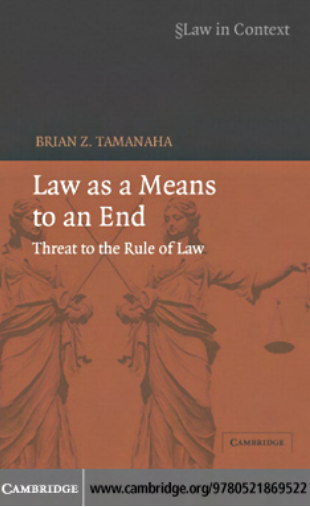 §Law in Context
BRIAN Z. TAMANAHA
Law as a Means
to an End
Threat to the Rule of Law
CAMBRIDGE
CAMBRIDGE www.cambridge.org/9780521869522